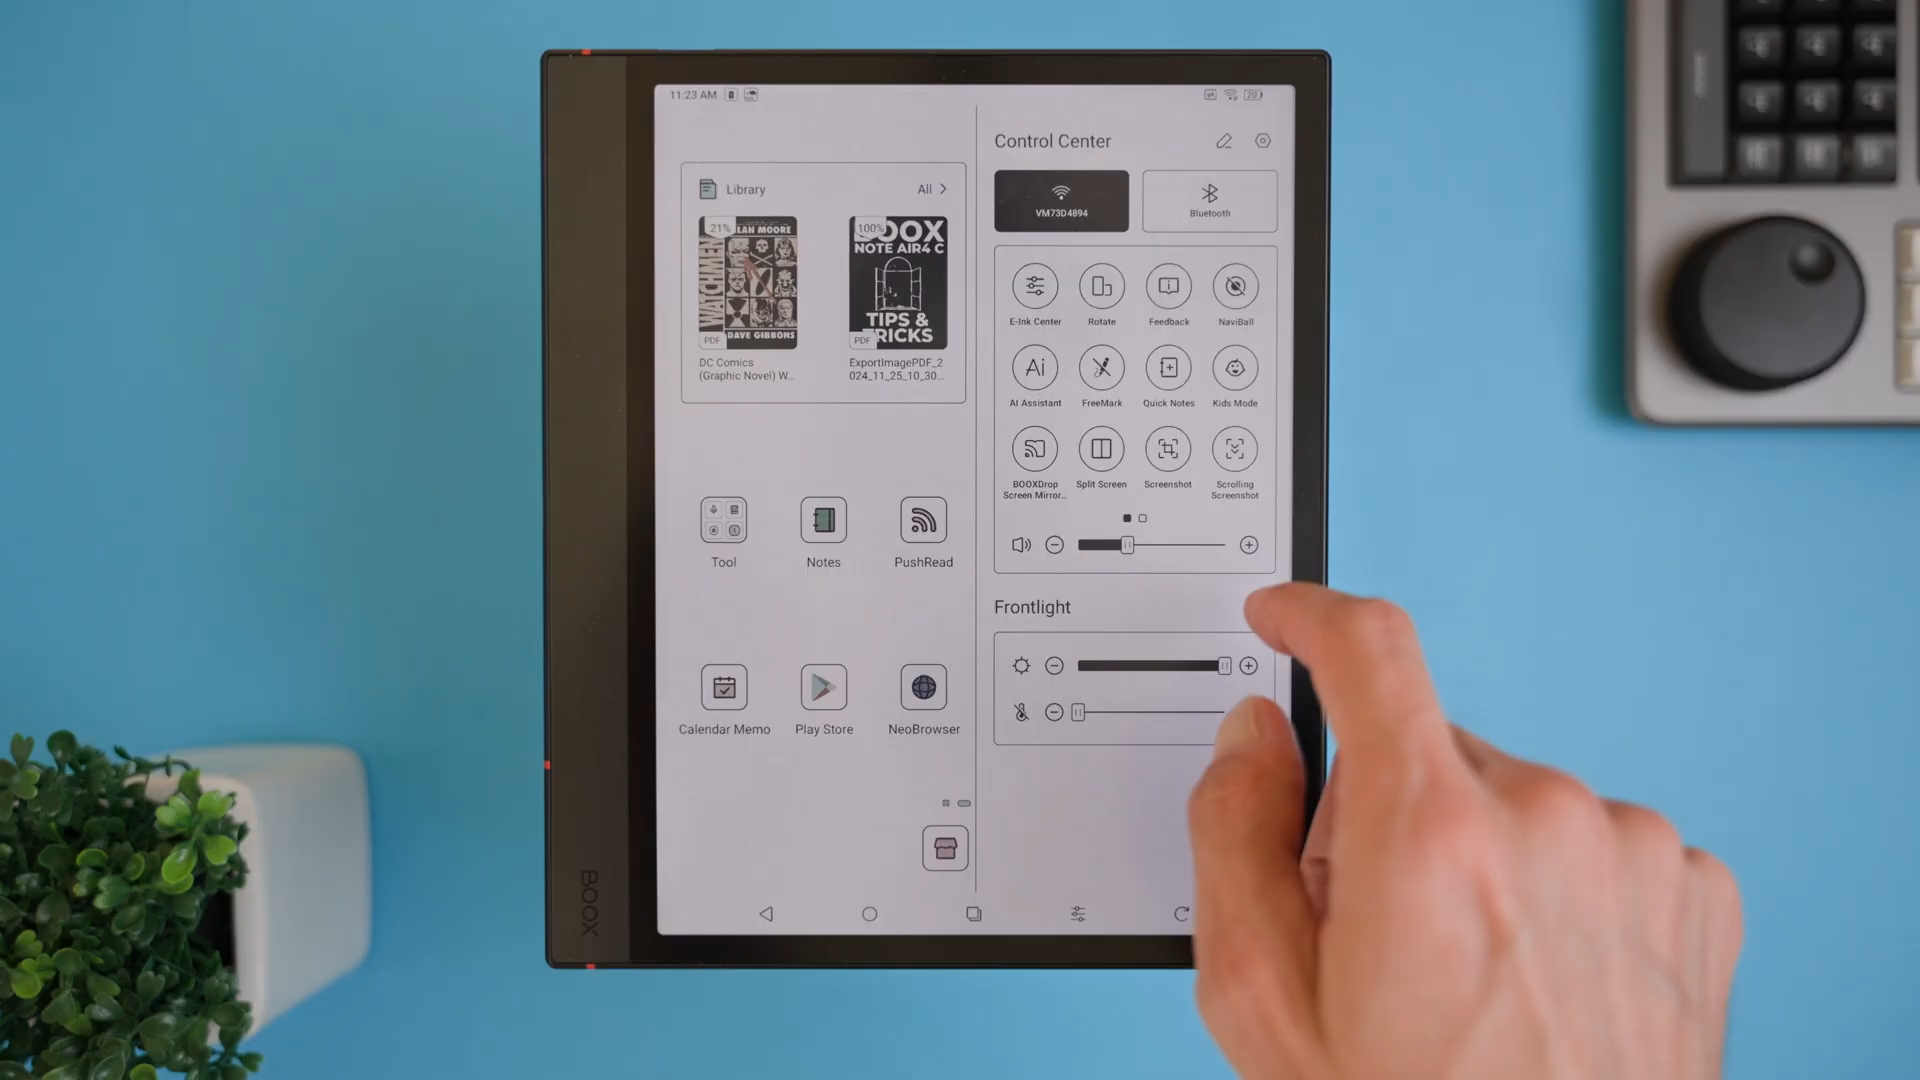 11:23 AM
20
Library
All
21%
ALAN MOORE
WATCHMEN
DAVE GIBBONS
PDF
DC Comics
(Graphic Novel) W...
100%
BOOX
NOTE AIR4 C
TIPS &
TRICKS
PDF
ExportImagePDF_2
024_11_25_10_30...
Tool
Notes
PushRead
Calendar Memo
Play Store
NeoBrowser
Control Center
VM73D4894
Bluetooth
E-Ink Center
Rotate
Feedback
NaviBall
Ai
AI Assistant
FreeMark
Quick Notes
Kids Mode
BOOXDrop
Screen Mirror...
Split Screen
Screenshot
Scrolling
Screenshot
Frontlight
BOOX